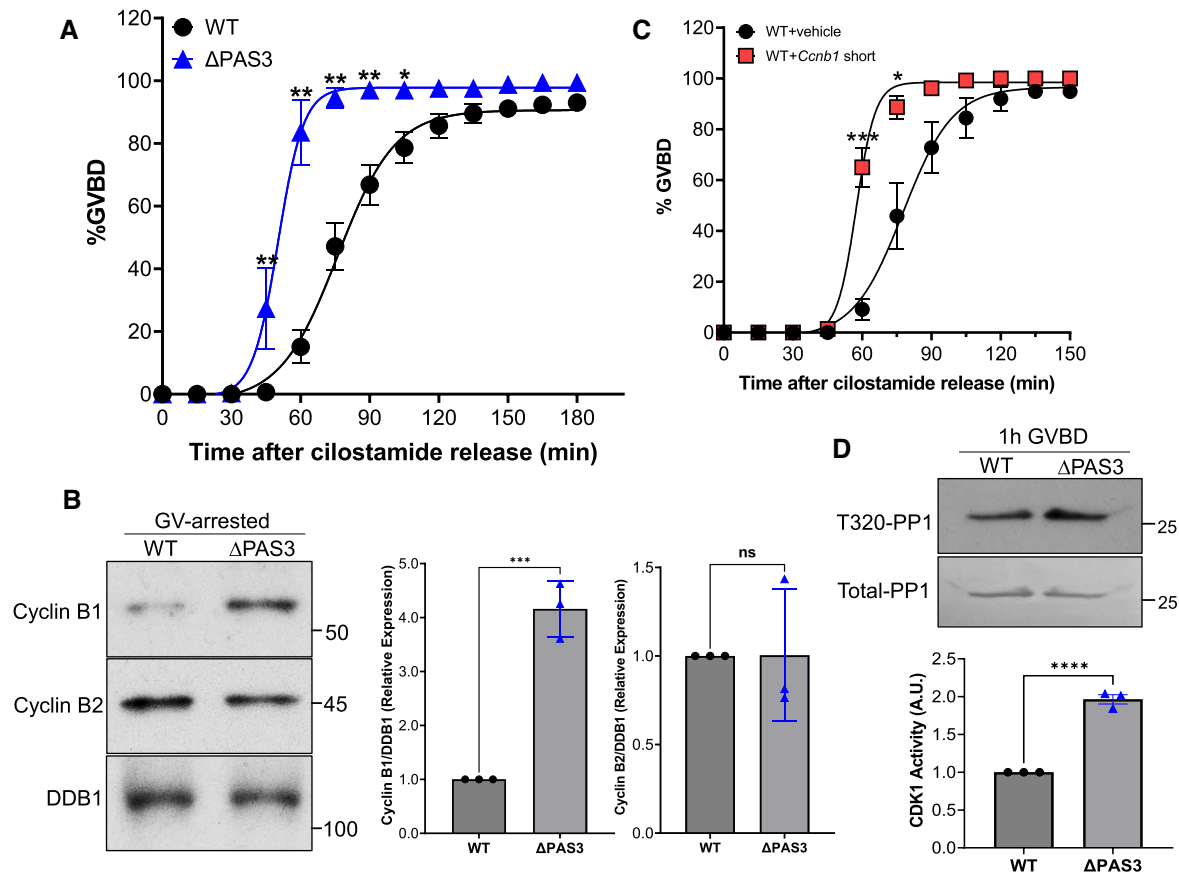 A
120
100
80
60
40
20
0
%GVBD
WT
ΔPAS3
**
**
**
**
*
0 30 60 90 120 150 180
Time after cilostamide release (min)
C
120
100
80
60
40
20
0
% GVBD
WT+vehicle
WT+Ccnb1 short
***
*
0 30 60 90 120 150
Time after cilostamide release (min)
B
GV-arrested
WT ΔPAS3
Cyclin B1
50
Cyclin B2
45
DDB1
100
Cyclin B1/DDB1 (Relative Expression)
5.0
4.0
3.0
2.0
1.0
0.0
***
WT ΔPAS3
Cyclin B2/DDB1 (Relative Expression)
1.5
1.0
0.5
0.0
ns
WT ΔPAS3
D
1h GVBD
WT ΔPAS3
T320-PP1
25
Total-PP1
25
CDK1 Activity (A.U.)
2.5
2.0
1.5
1.0
0.5
0.0
****
WT ΔPAS3